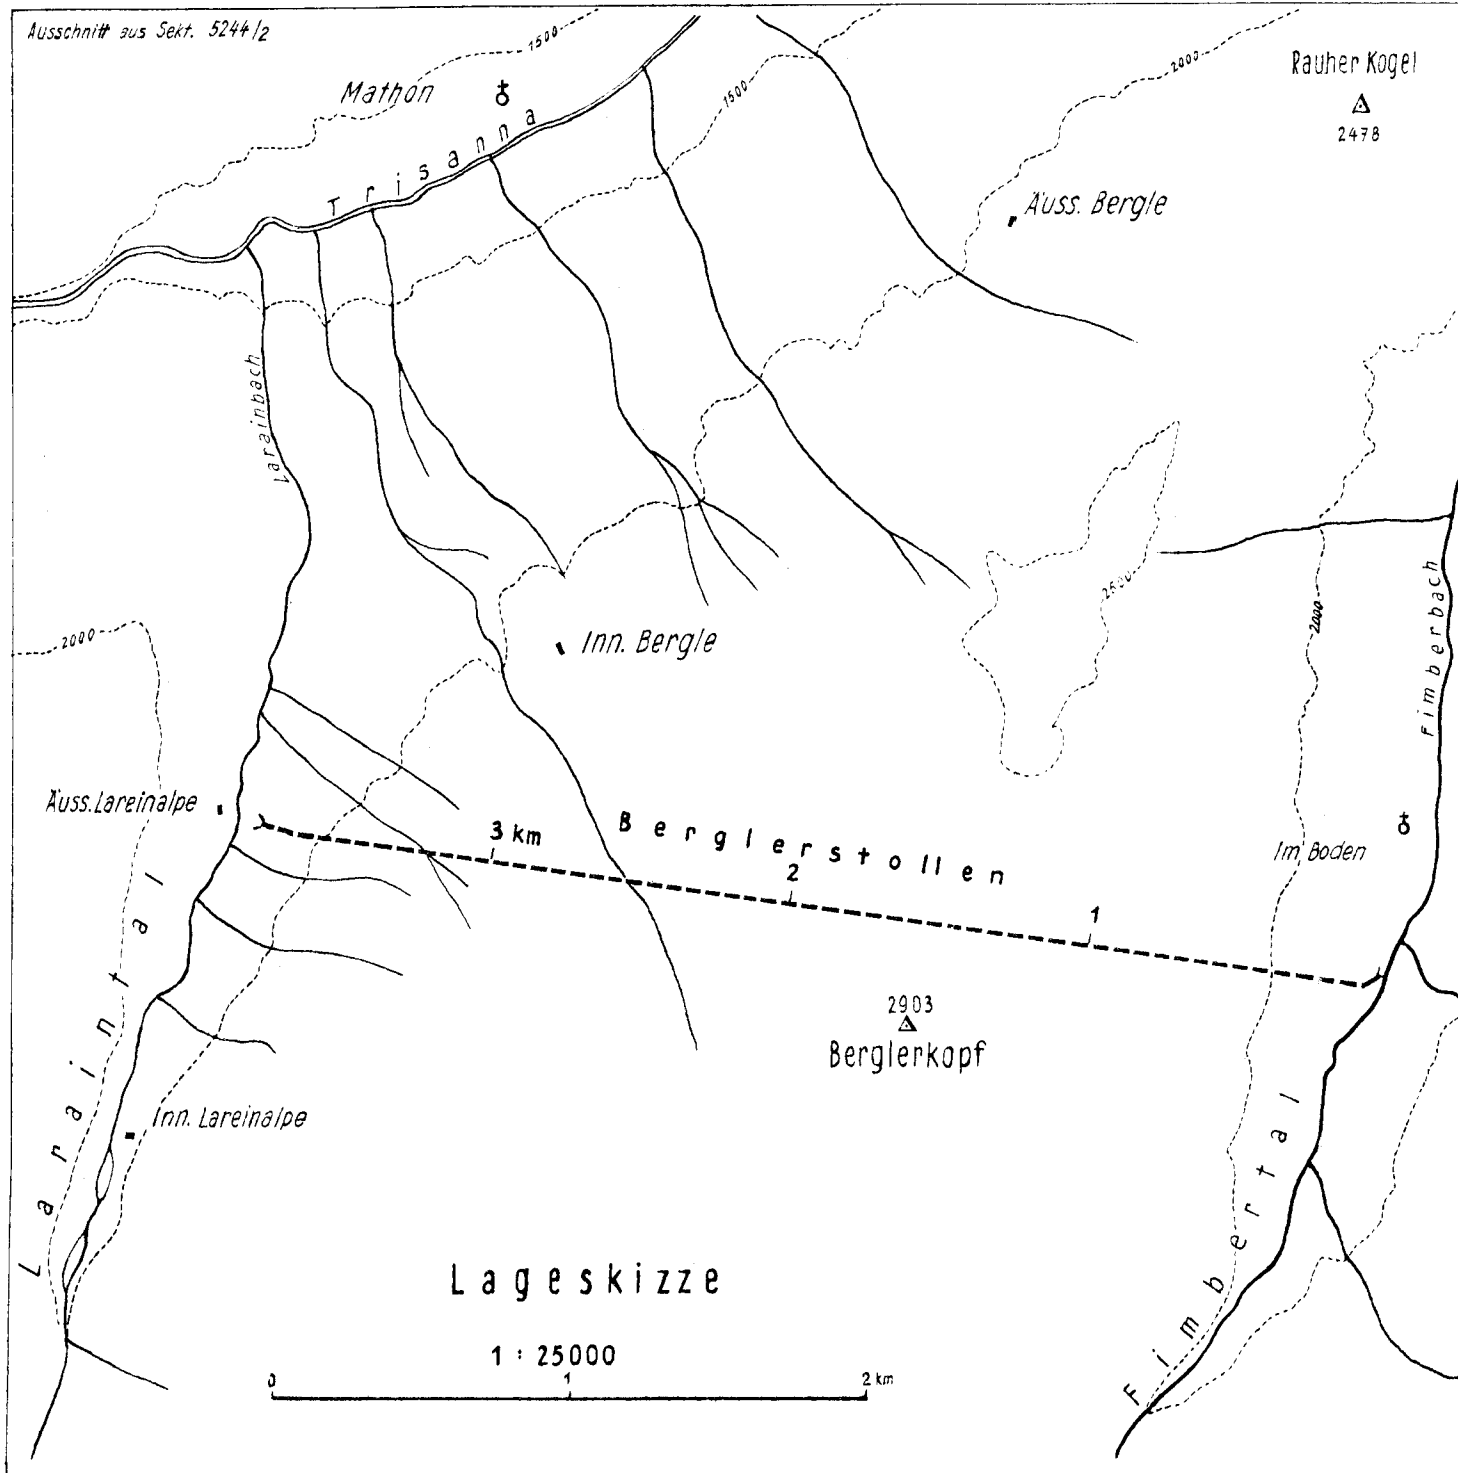 Ausschnitt aus Sekt. 5244/2
1500
Mathon
Trisanna
1500
2000
Rauher Kogel
2478
Äuss. Bergle
Larainbach
2500
2000
Fimberbach
2000
Inn. Bergle
Äuss. Lareinalpe
3 km
Berglerstollen
2
1
Im Boden
2903
Berglerkopf
Laraintal
Inn. Lareinalpe
Fimbertal
Lageskizze
1 : 25000
0 1 2 km